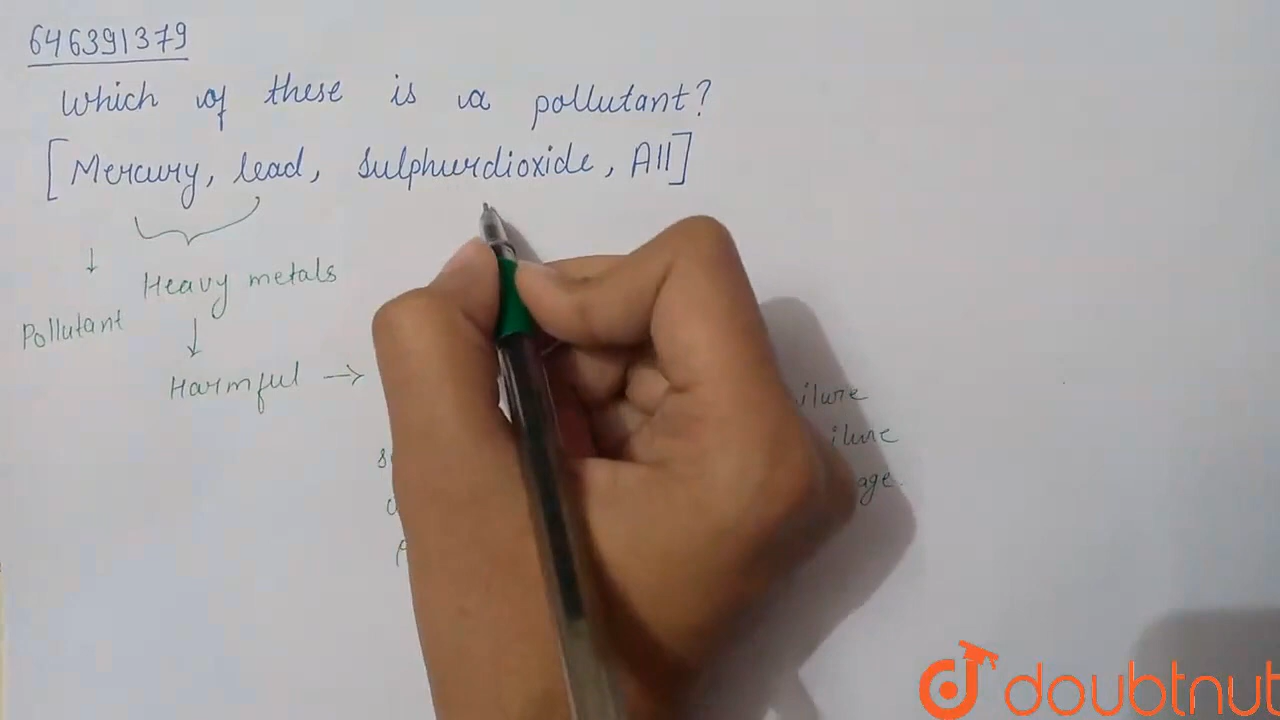 646391379
Which of these is a pollutant?
[Mercury, lead, sulphurdioxide, All]
↓
Heavy metals
Pollutant
↓
Harmful →
doubtnut